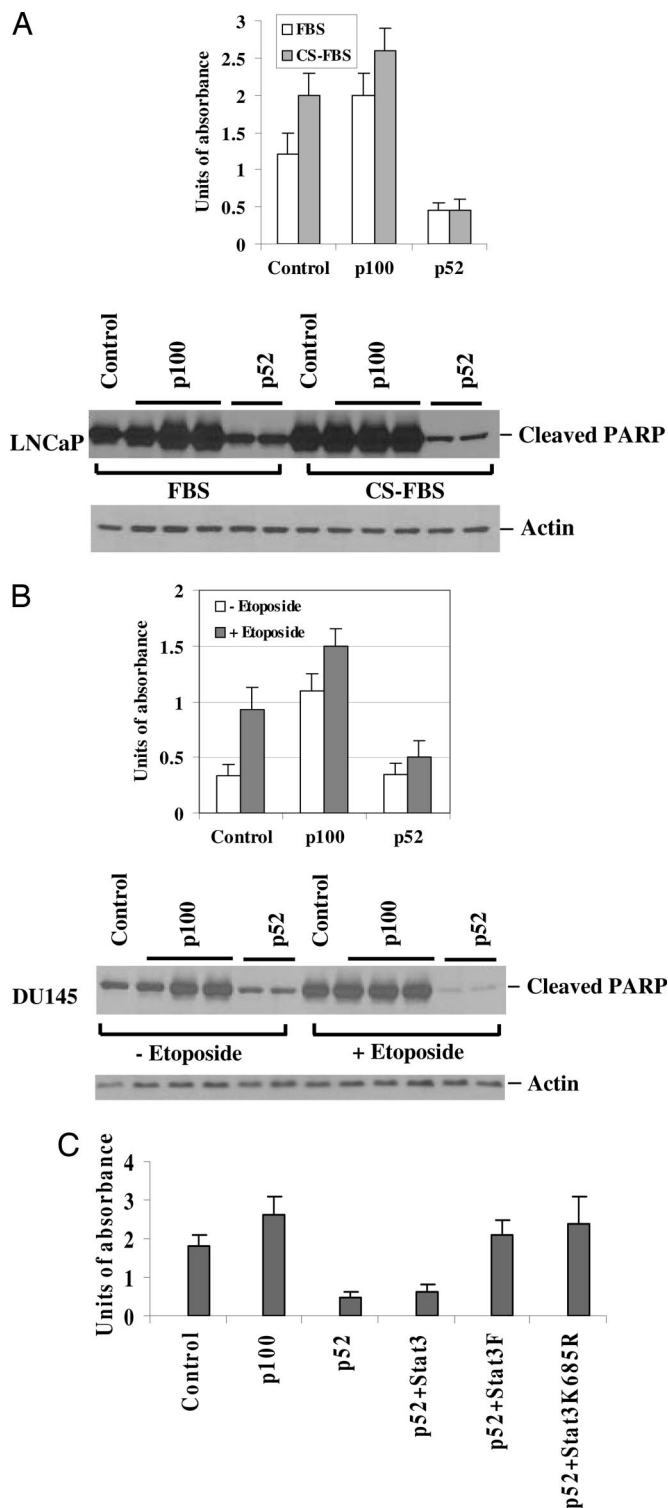 A
Units of absorbance
3
2.5
2
1.5
1
0.5
0
FBS
CS-FBS
Control p100 p52
Control p100 p52 Control p100 p52
LNCaP
Cleaved PARP
FBS CS-FBS
Actin
B
Units of absorbance
2
1.5
1
0.5
0
- Etoposide
+ Etoposide
Control p100 p52
Control p100 p52 Control p100 p52
DU145
Cleaved PARP
- Etoposide + Etoposide
Actin
C
Units of absorbance
4
3
2
1
0
Control
p100
p52
p52+Stat3
p52+Stat3F
p52+Stat3K685R